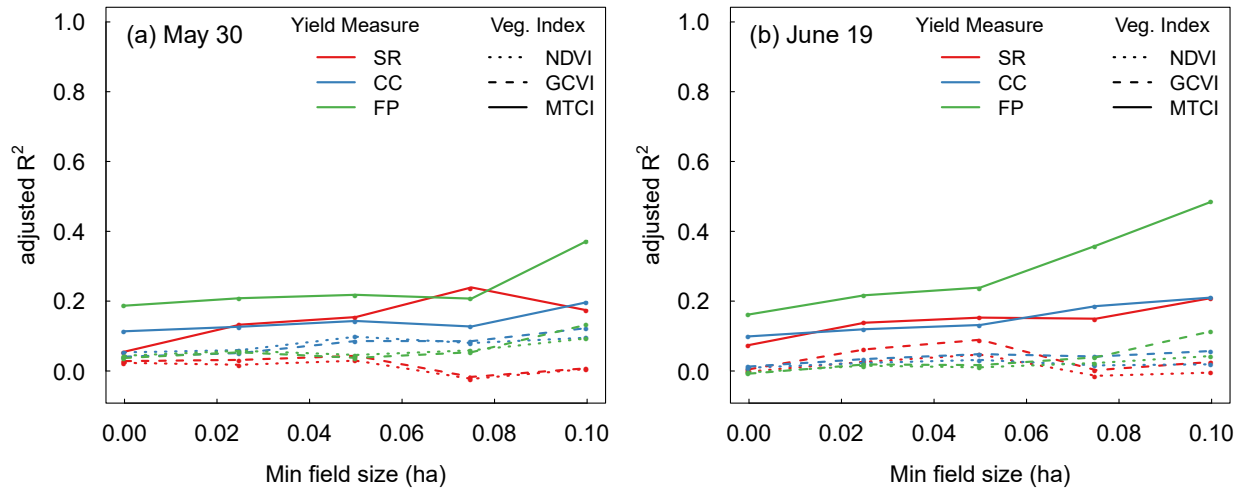 (a) May 30
Yield Measure
SR
CC
FP
Veg. Index
NDVI
GCVI
MTCI
adjusted R²
1.0
0.8
0.6
0.4
0.2
0.0
0.00 0.02 0.04 0.06 0.08 0.10
Min field size (ha)
(b) June 19
Yield Measure
SR
CC
FP
Veg. Index
NDVI
GCVI
MTCI
adjusted R²
1.0
0.8
0.6
0.4
0.2
0.0
0.00 0.02 0.04 0.06 0.08 0.10
Min field size (ha)